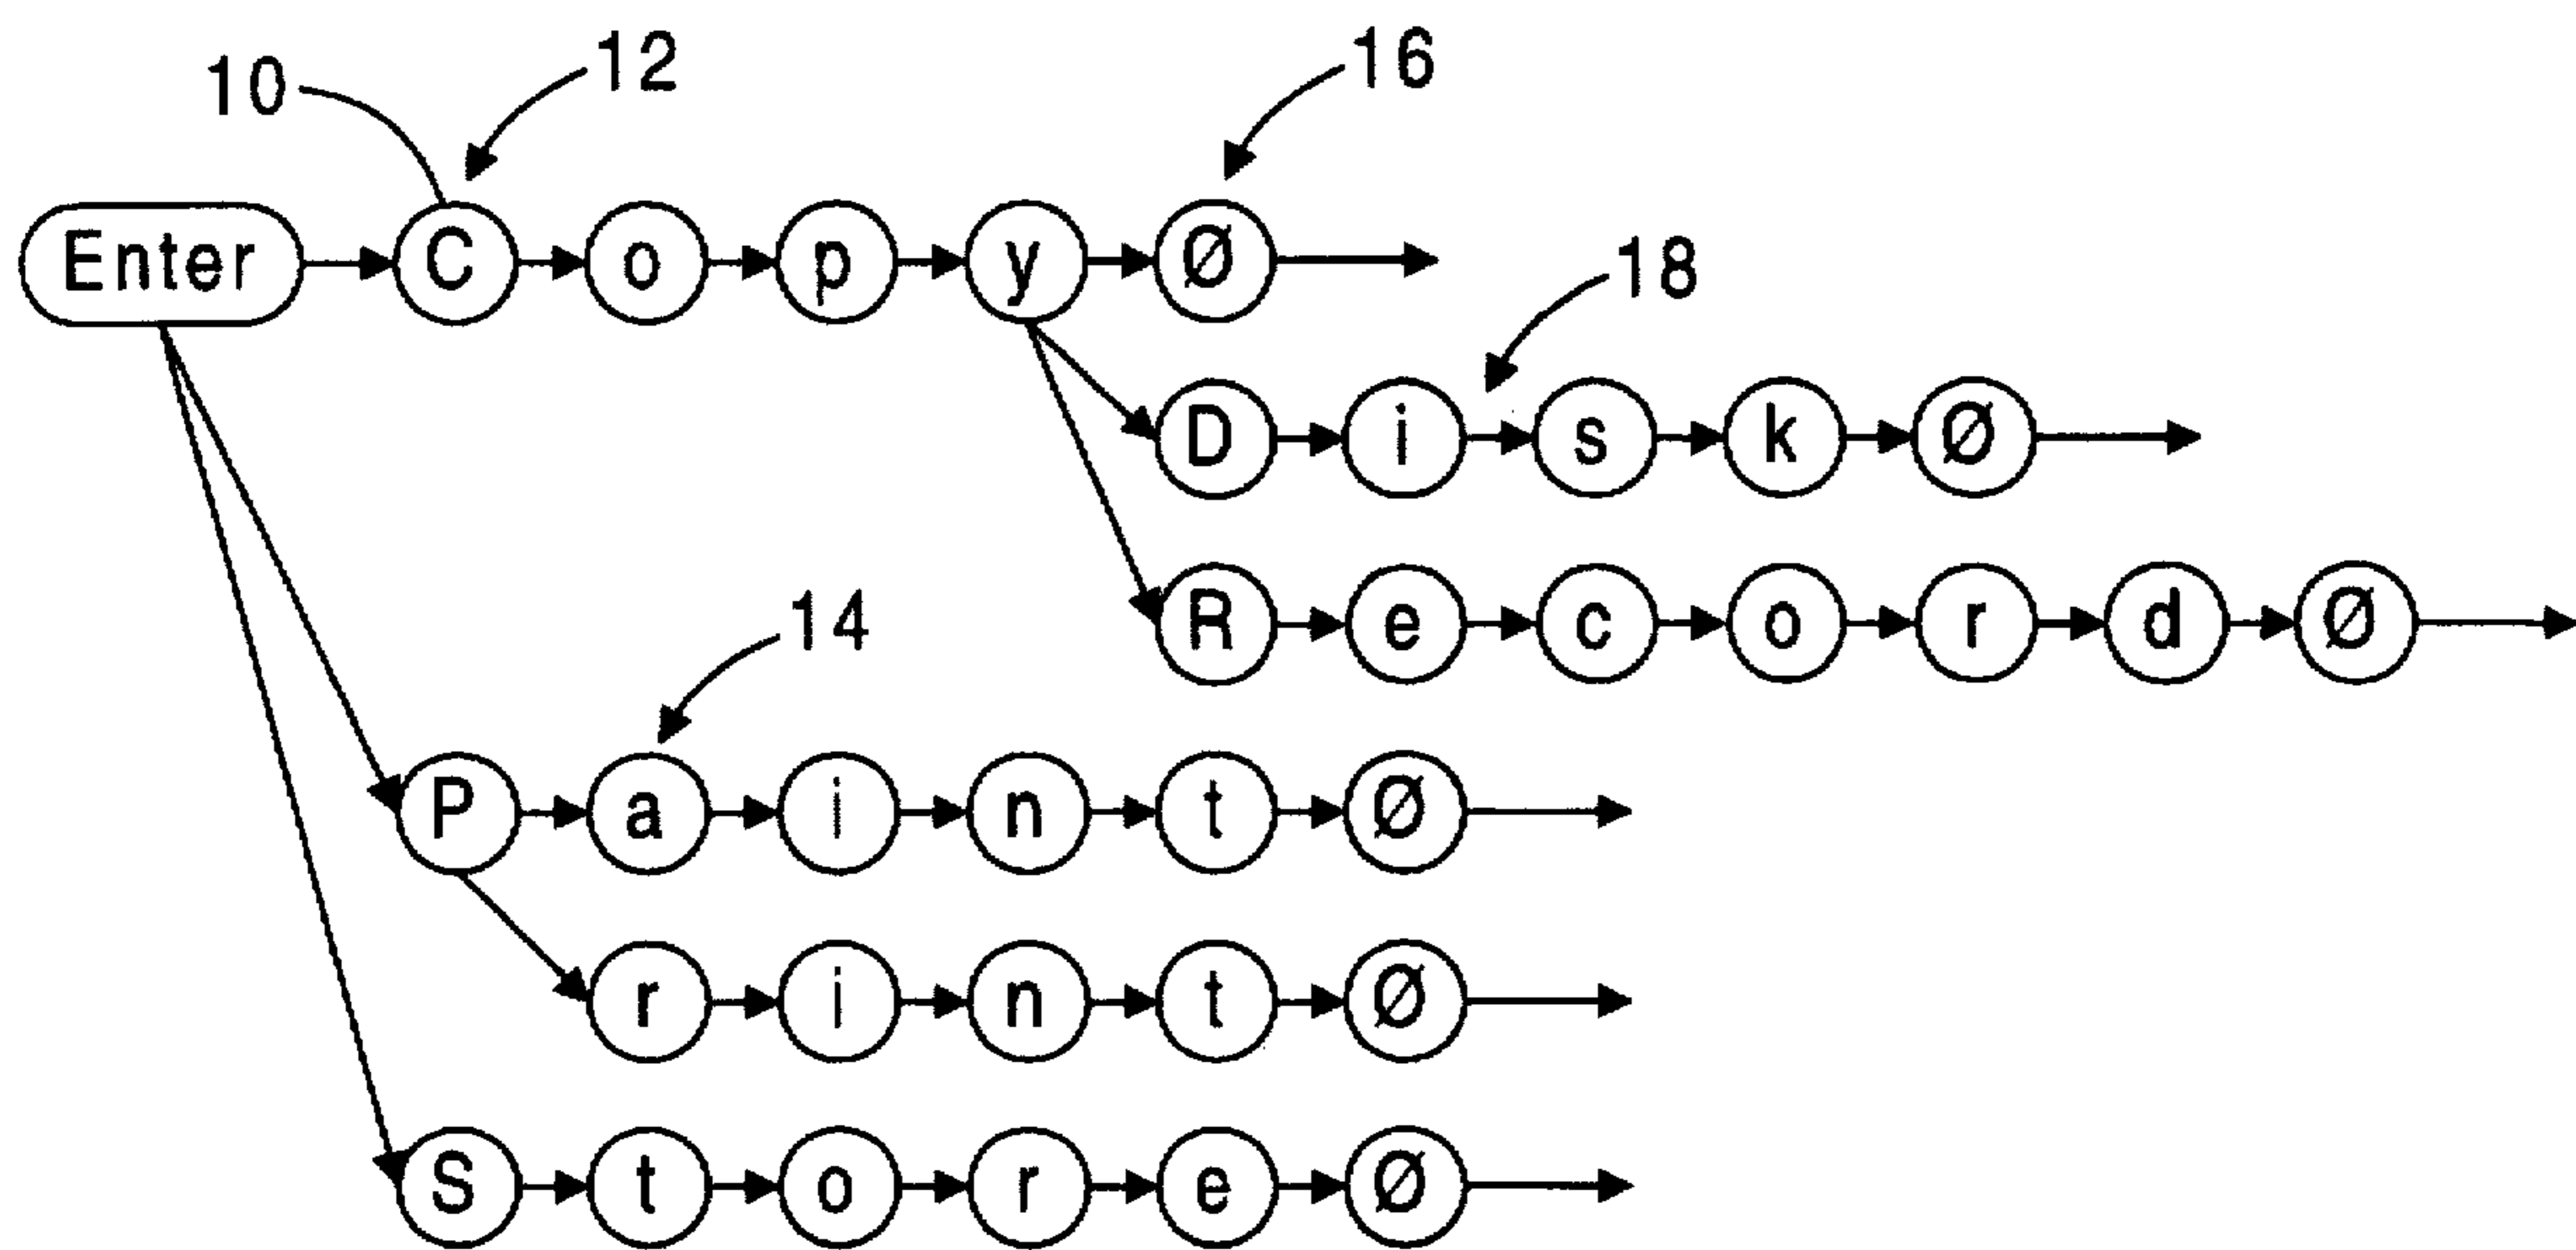 10 12 16
Enter C o p y Ø
18
D i s k Ø
R e c o r d Ø
14
P a i n t Ø
r i n t Ø
S t o r e Ø